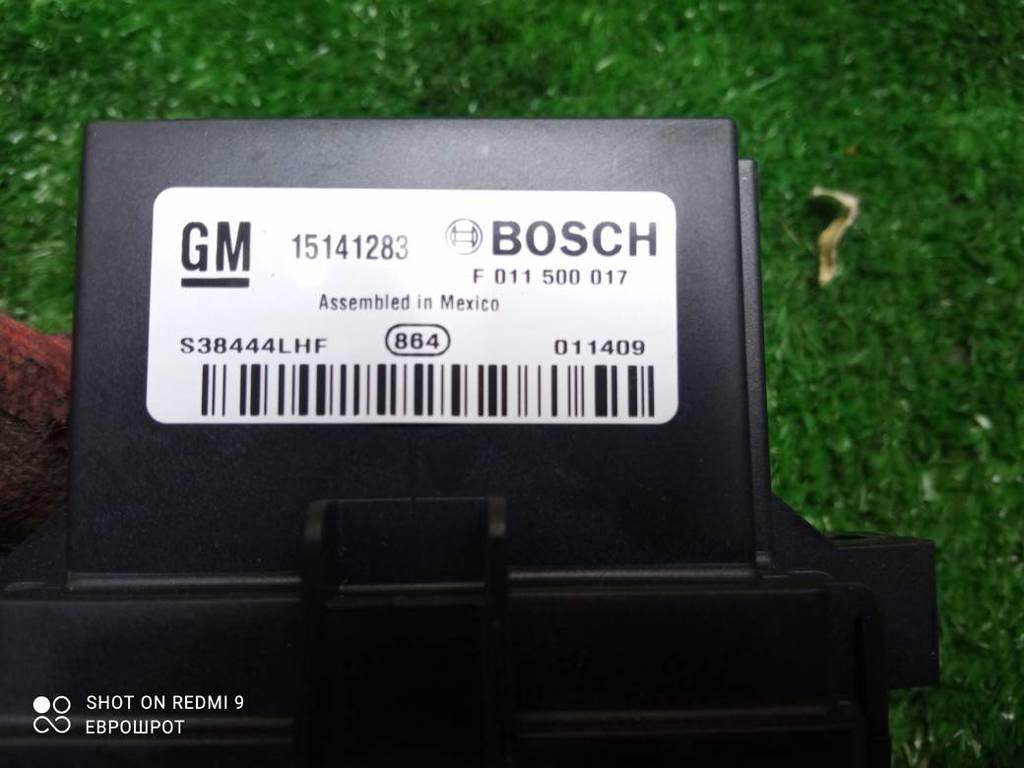 GM 15141283 BOSCH
F 011 500 017
Assembled in Mexico
S38444LHF 864 011409
SHOT ON REDMI 9
ЕВРОШРОТ